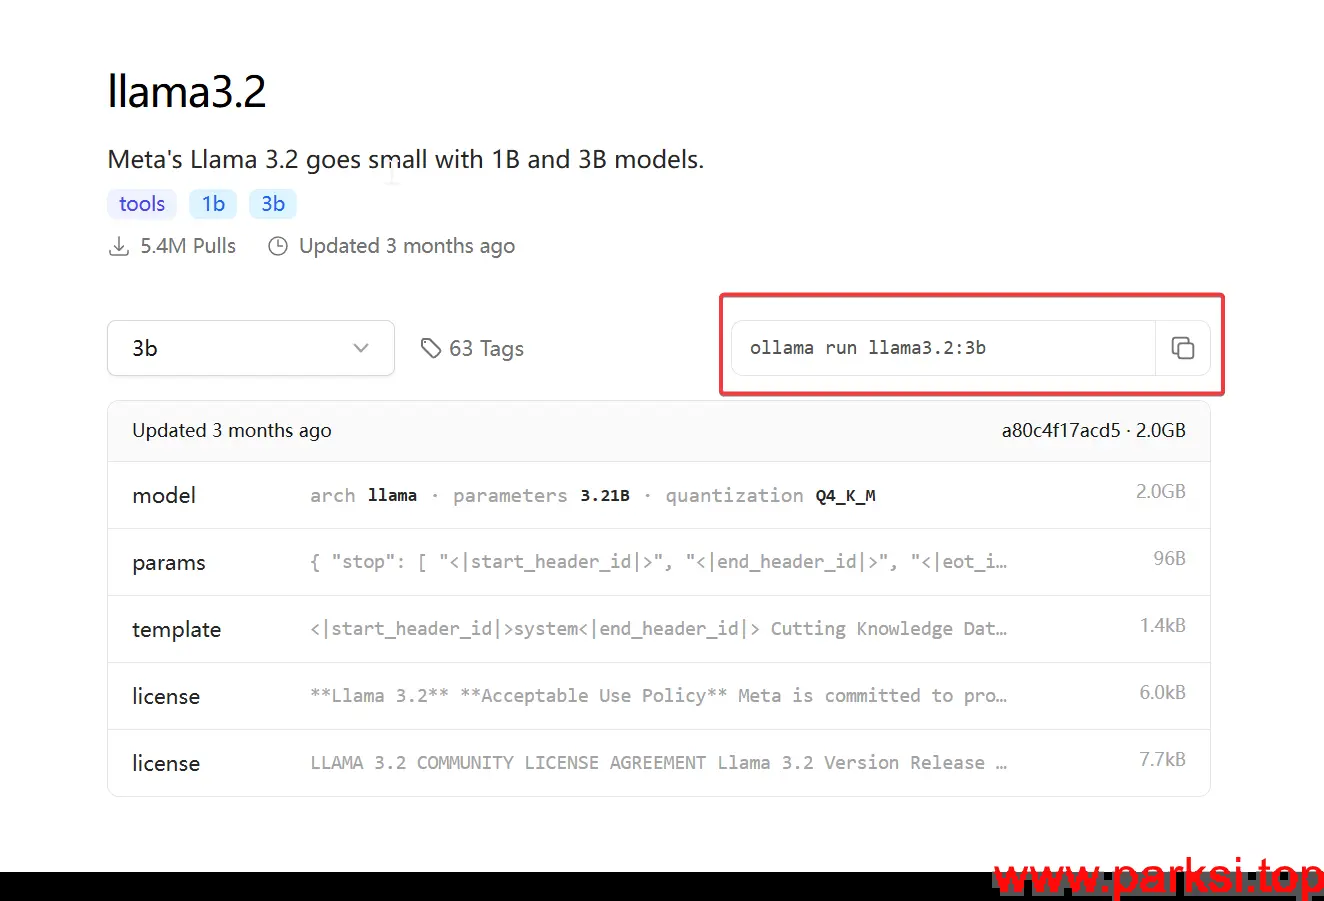 llama3.2
Meta's Llama 3.2 goes small with 1B and 3B models.
tools 1b 3b
5.4M Pulls Updated 3 months ago
3b 63 Tags ollama run llama3.2:3b
Updated 3 months ago a80c4f17acd5 · 2.0GB
model arch llama · parameters 3.21B · quantization Q4_K_M 2.0GB
params { "stop": [ "<|start_header_id|>", "<|end_header_id|>", "<|eot_i… 96B
template <|start_header_id|>system<|end_header_id|> Cutting Knowledge Dat… 1.4kB
license **Llama 3.2** **Acceptable Use Policy** Meta is committed to pro… 6.0kB
license LLAMA 3.2 COMMUNITY LICENSE AGREEMENT Llama 3.2 Version Release … 7.7kB
www.parksi.top